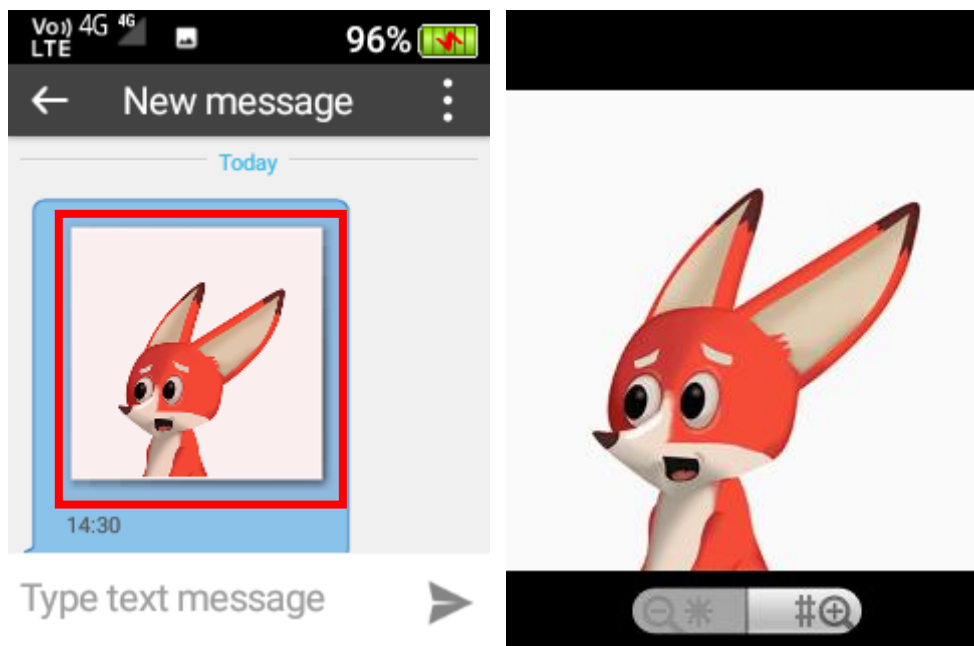 Vo)) 4G 4G 96%
LTE
New message
Today
14:30
Type text message
* #